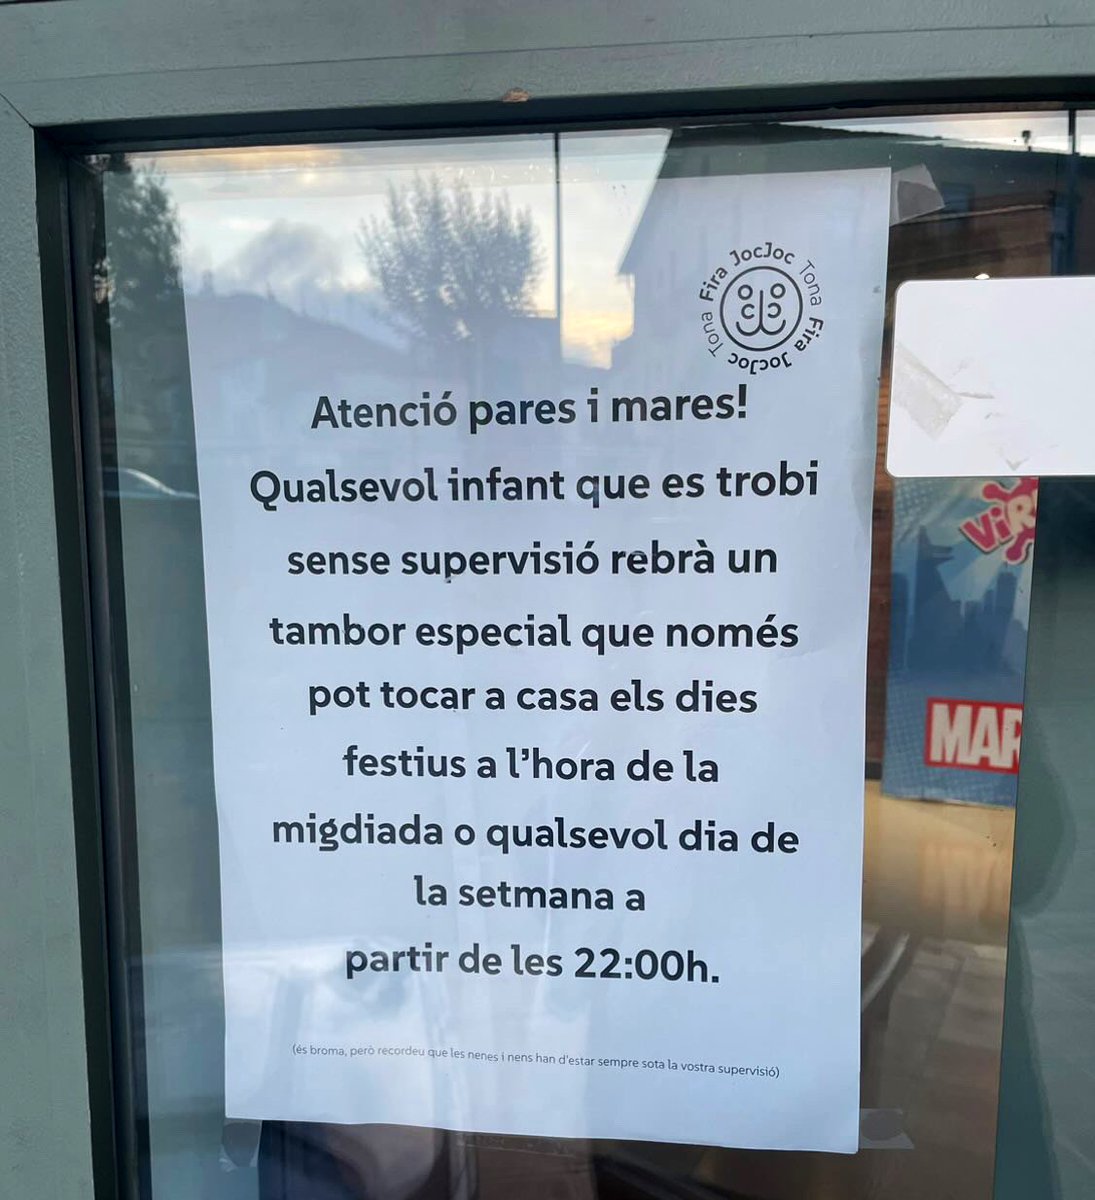 Fira JocJoc Tona Fira JocJoc Tona
Atenció pares i mares!
Qualsevol infant que es trobi
sense supervisió rebrà un
tambor especial que només
pot tocar a casa els dies
festius a l'hora de la
migdiada o qualsevol dia de
la setmana a
partir de les 22:00h.
(és broma, però recordeu que les nenes i nens han d'estar sempre sota la vostra supervisió)
MAR